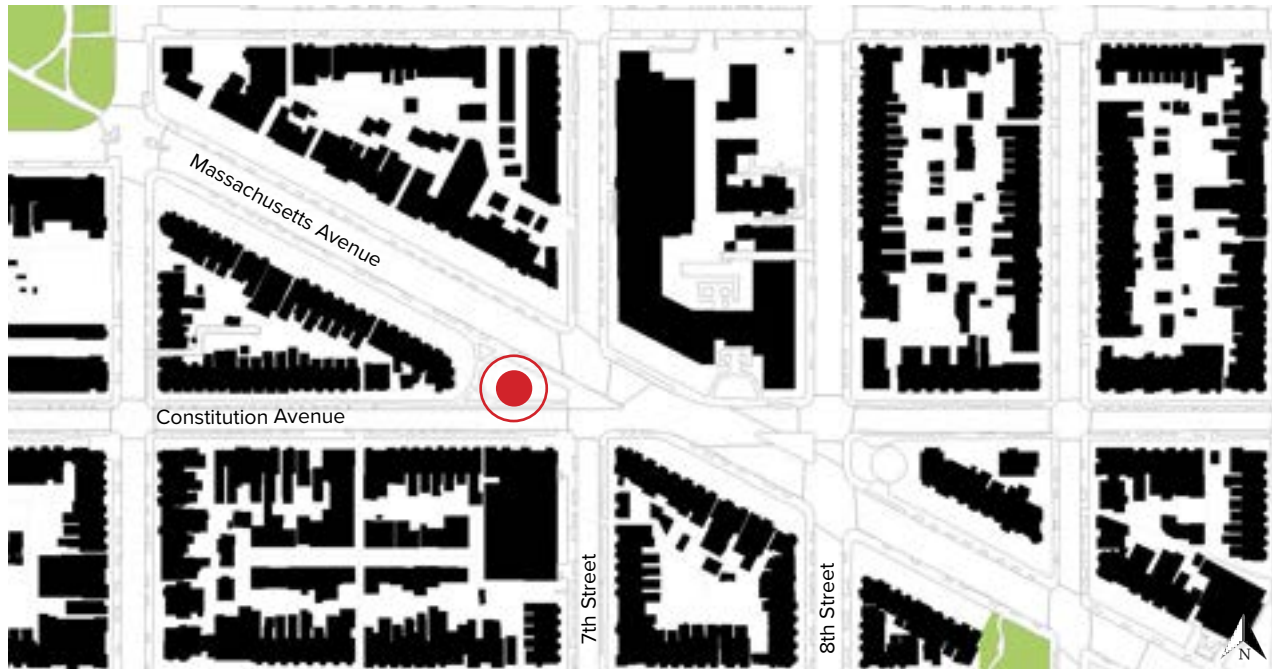 Massachusetts Avenue
Constitution Avenue
7th Street
8th Street
N